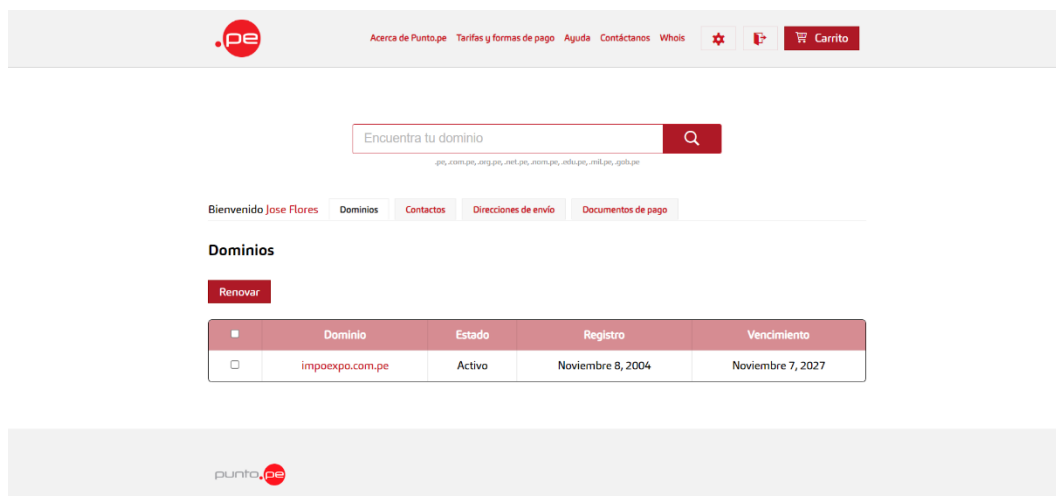 .pe
Acerca de Punto.pe Tarifas y formas de pago Ayuda Contáctanos Whois Carrito
Encuentra tu dominio
.pe, .com.pe, .org.pe, .net.pe, .nom.pe, .edu.pe, .mil.pe, .gob.pe
Bienvenido Jose Flores Dominios Contactos Direcciones de envío Documentos de pago
Dominios
Renovar
Dominio Estado Registro Vencimiento
impoexpo.com.pe Activo Noviembre 8, 2004 Noviembre 7, 2027
punto.pe